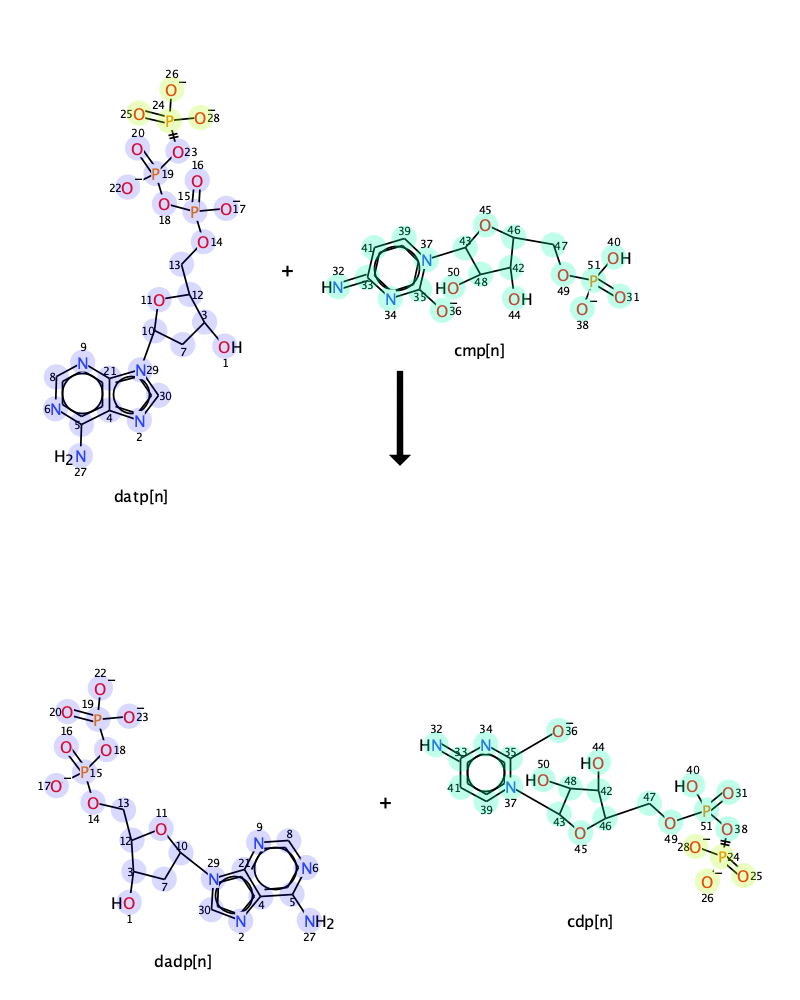 26
O
−
24
25
O
P
O
28
−
20
O
23
O
16
O
19
P
22
O
−
15
P
O
17
−
18
O
14
O
13
11
O
12
10
3
7
OH
1
9
N
21
N
29
8
30
6
N
4
5
N
2
H2N
27
datp[n]
+
45
O
46
39
37
N
43
47
40
OH
41
51
P
32
HN
33
34
N
35
O
36
−
50
HO
48
42
OH
44
O
49
−
O
38
O
31
cmp[n]
22
O
−
19
P
20
O
O
23
−
16
O
O
18
15
P
17
O
−
O
14
13
11
O
12
10
3
7
HO
1
9
N
8
29
N
21
N
6
30
4
5
N
2
NH2
27
dadp[n]
+
32
HN
33
34
N
35
O
36
−
44
HO
50
HO
48
42
41
39
N
37
43
O
45
46
47
40
HO
O
31
O
49
P
51
O
38
28
O
−
P
24
O
−
26
O
25
cdp[n]